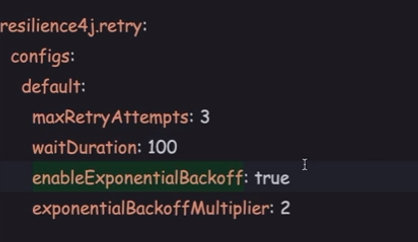 resilience4j.retry:
configs:
default:
maxRetryAttempts: 3
waitDuration: 100
enableExponentialBackoff: true
exponentialBackoffMultiplier: 2